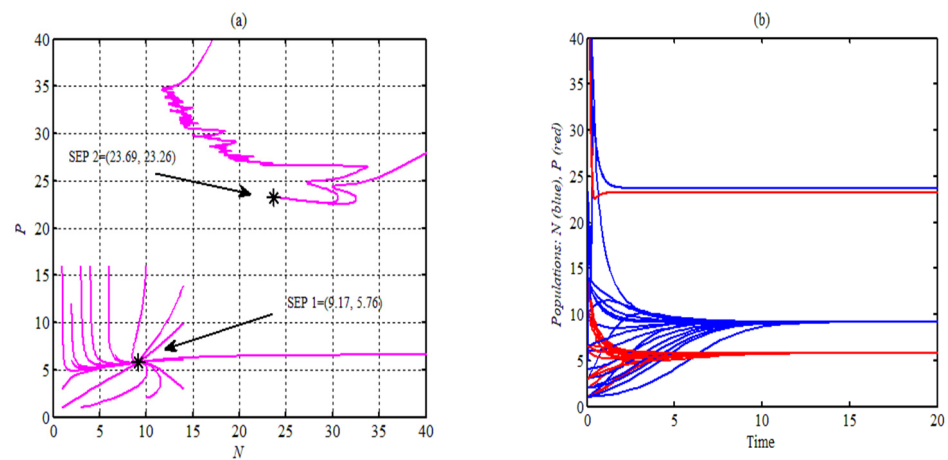 (a)
40
35
30
25
20
15
10
5
0
P
SEP 2=(23.69, 23.26)
SEP 1=(9.17, 5.76)
0 5 10 15 20 25 30 35 40
N
(b)
40
35
30
25
20
15
10
5
0
Populations: N (blue), P (red)
0 5 10 15 20
Time